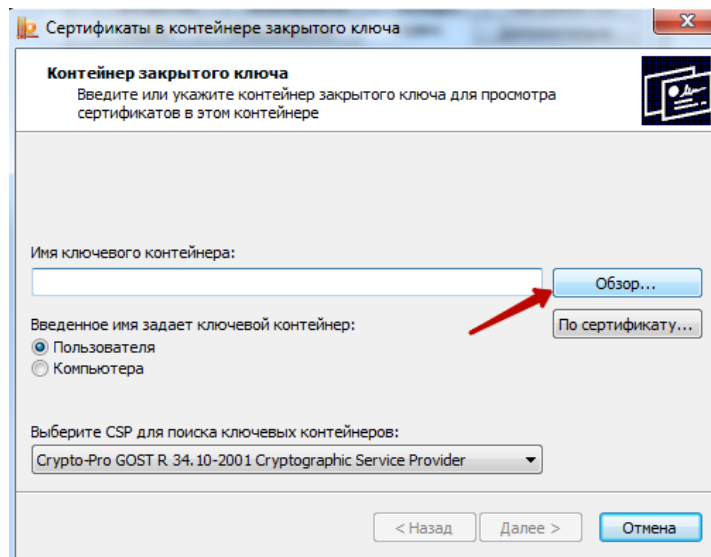 Сертификаты в контейнере закрытого ключа
Контейнер закрытого ключа
Введите или укажите контейнер закрытого ключа для просмотра
сертификатов в этом контейнере
Имя ключевого контейнера:
Обзор...
Введенное имя задает ключевой контейнер:
По сертификату...
Пользователя
Компьютера
Выберите CSP для поиска ключевых контейнеров:
Crypto-Pro GOST R 34.10-2001 Cryptographic Service Provider
< Назад
Далее >
Отмена